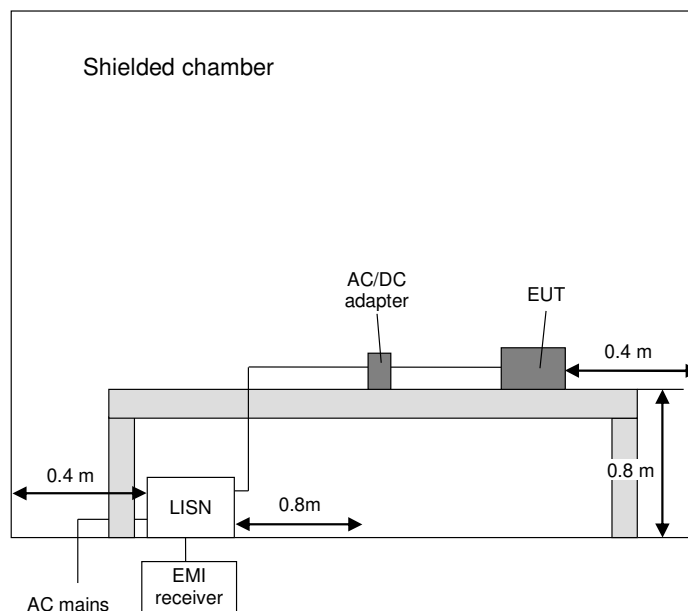 Shielded chamber
AC/DC
adapter
EUT
0.4 m
0.4 m
0.8 m
LISN
0.8m
AC mains
EMI
receiver